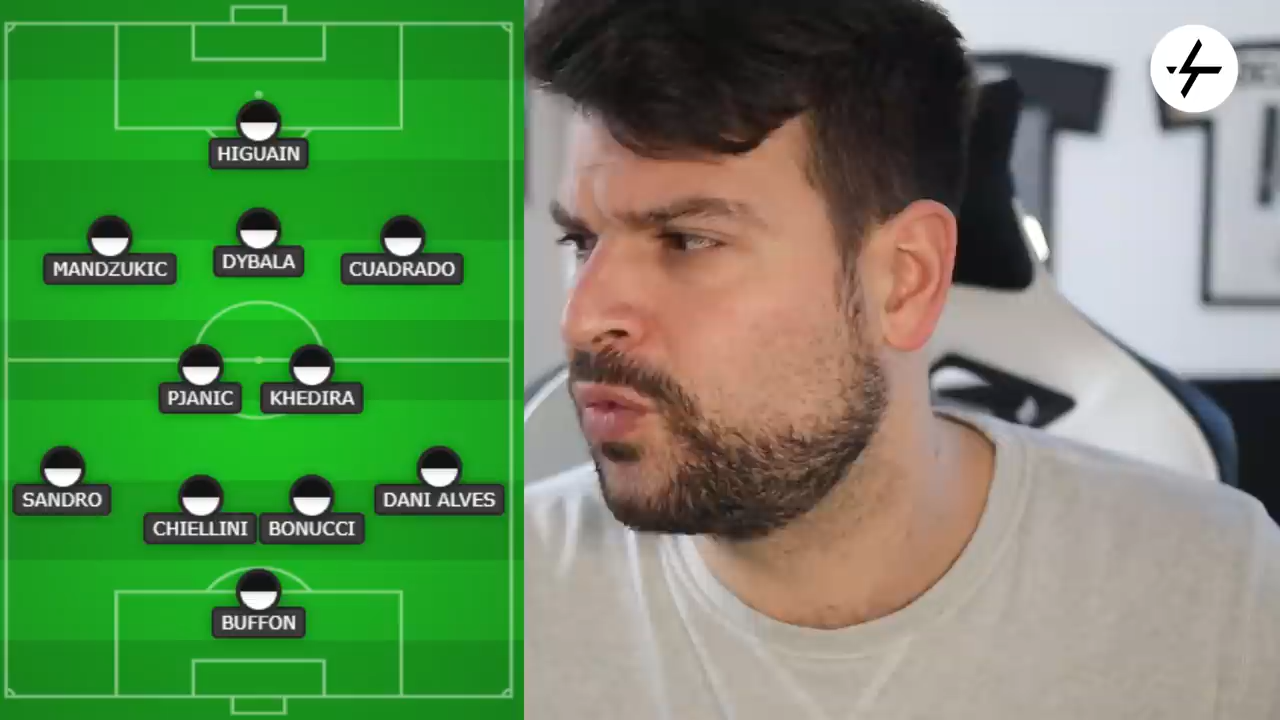 HIGUAIN
MANDZUKIC
DYBALA
CUADRADO
PJANIC
KHEDIRA
SANDRO
DANI ALVES
CHIELLINI
BONUCCI
BUFFON